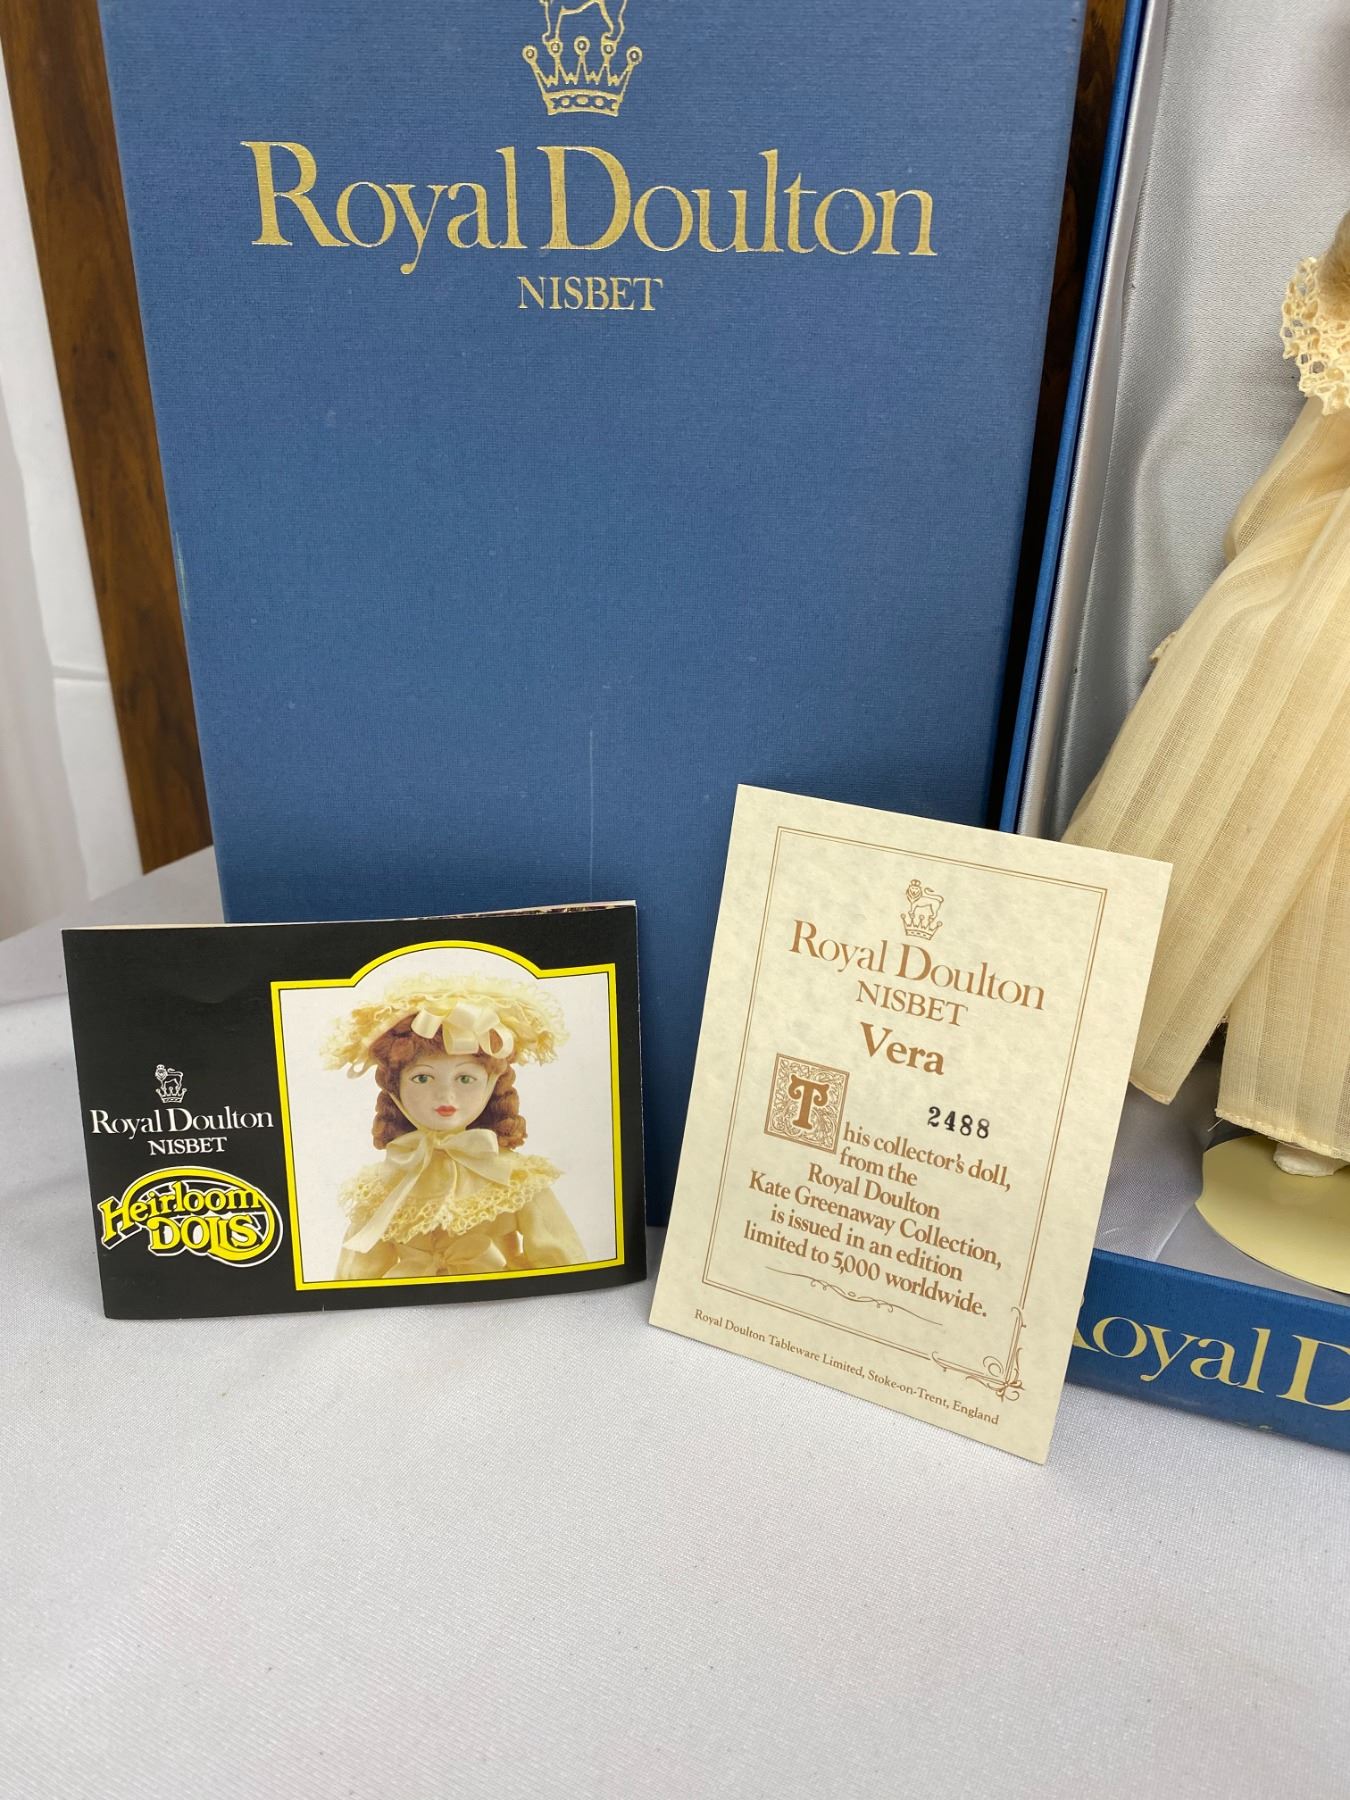 Royal Doulton
NISBET
Royal Doulton
NISBET
Heirloom
DOLLS
Royal Doulton
NISBET
Vera
2488
This collector's doll,
from the
Royal Doulton
Kate Greenaway Collection,
is issued in an edition
limited to 5,000 worldwide.
Royal Doulton Tableware Limited, Stoke-on-Trent, England
Royal D